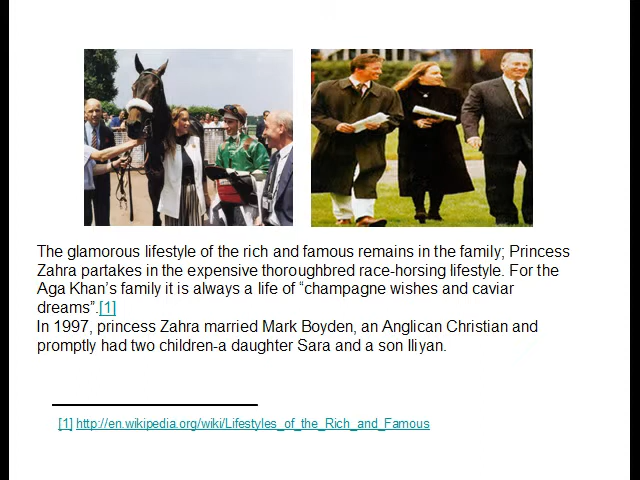 The glamorous lifestyle of the rich and famous remains in the family; Princess
Zahra partakes in the expensive thoroughbred race-horsing lifestyle. For the
Aga Khan's family it is always a life of “champagne wishes and caviar
dreams”.[1]
In 1997, princess Zahra married Mark Boyden, an Anglican Christian and
promptly had two children-a daughter Sara and a son Iliyan.
[1] http://en.wikipedia.org/wiki/Lifestyles_of_the_Rich_and_Famous